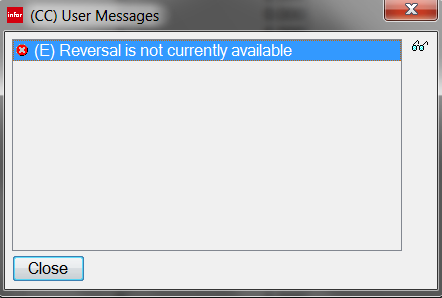 infor (CC) User Messages
(E) Reversal is not currently available
Close